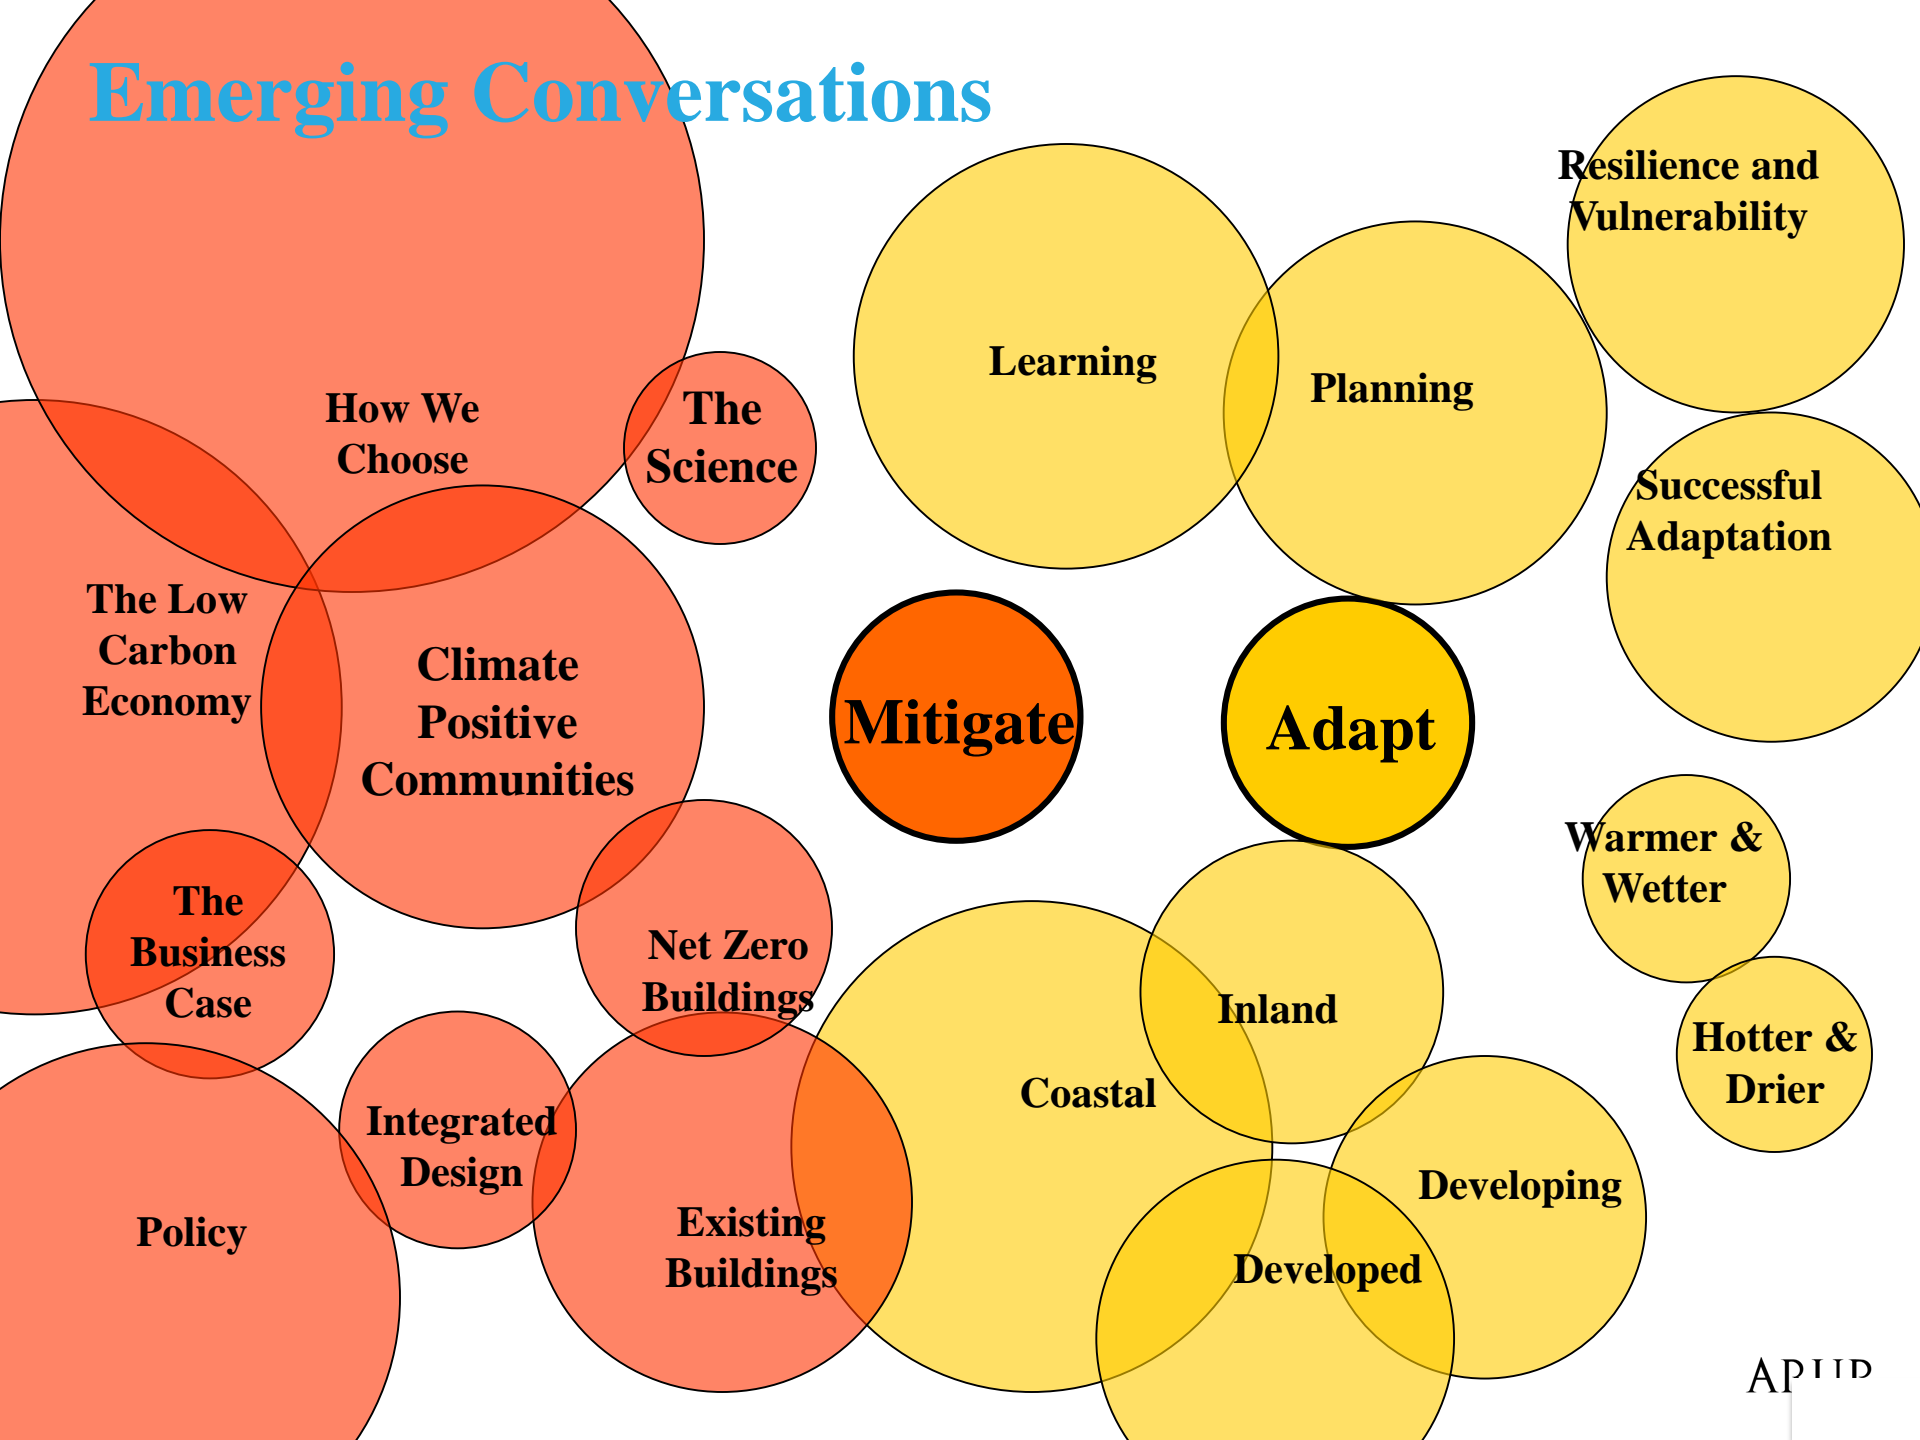 Emerging Conversations
Resilience and
Vulnerability
Learning
Planning
How We
Choose
The
Science
Successful
Adaptation
The Low
Carbon
Economy
Climate
Positive
Communities
Mitigate
Adapt
Warmer &
Wetter
The
Business
Case
Net Zero
Buildings
Inland
Hotter &
Drier
Coastal
Integrated
Design
Developing
Policy
Existing
Buildings
Developed